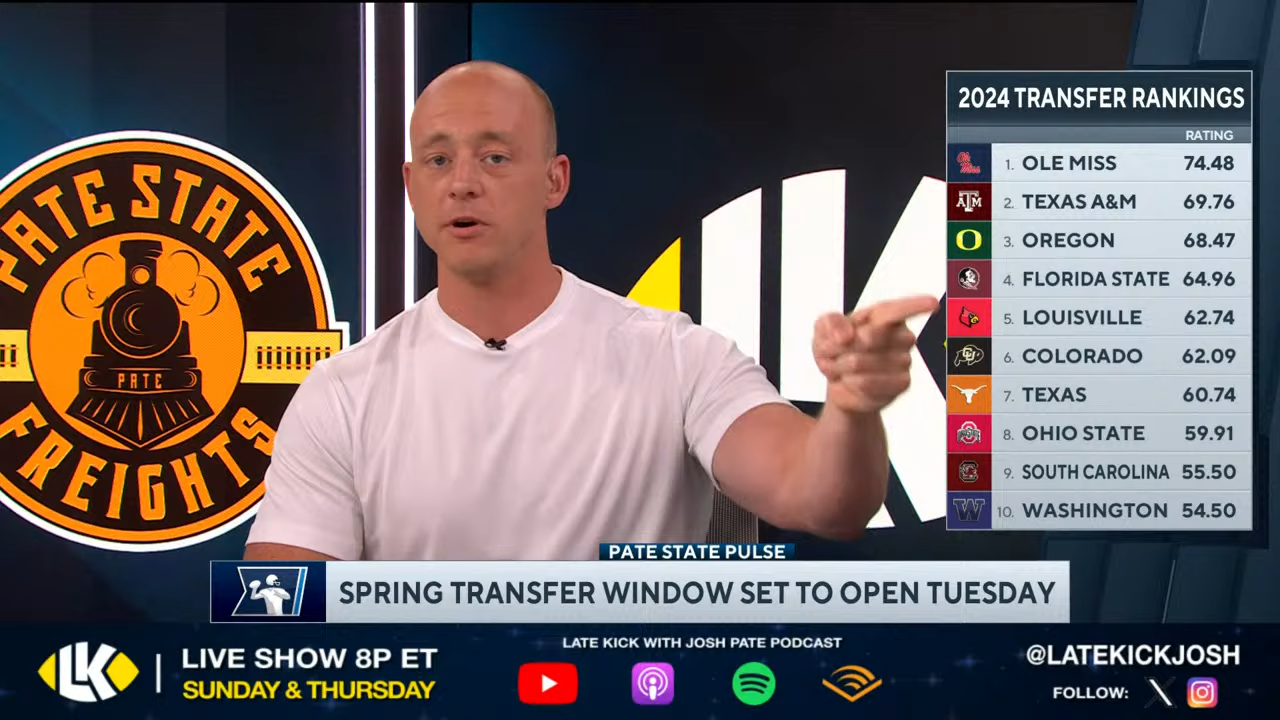 PATE STATE
PATE
FREIGHTS
2024 TRANSFER RANKINGS
RATING
Ole Miss
1. OLE MISS 74.48
ATM
2. TEXAS A&M 69.76
O
3. OREGON 68.47
4. FLORIDA STATE 64.96
5. LOUISVILLE 62.74
CU
6. COLORADO 62.09
7. TEXAS 60.74
8. OHIO STATE 59.91
C
9. SOUTH CAROLINA 55.50
W
10. WASHINGTON 54.50
PATE STATE PULSE
SPRING TRANSFER WINDOW SET TO OPEN TUESDAY
LK
LIVE SHOW 8P ET
SUNDAY & THURSDAY
LATE KICK WITH JOSH PATE PODCAST
@LATEKICKJOSH
FOLLOW: